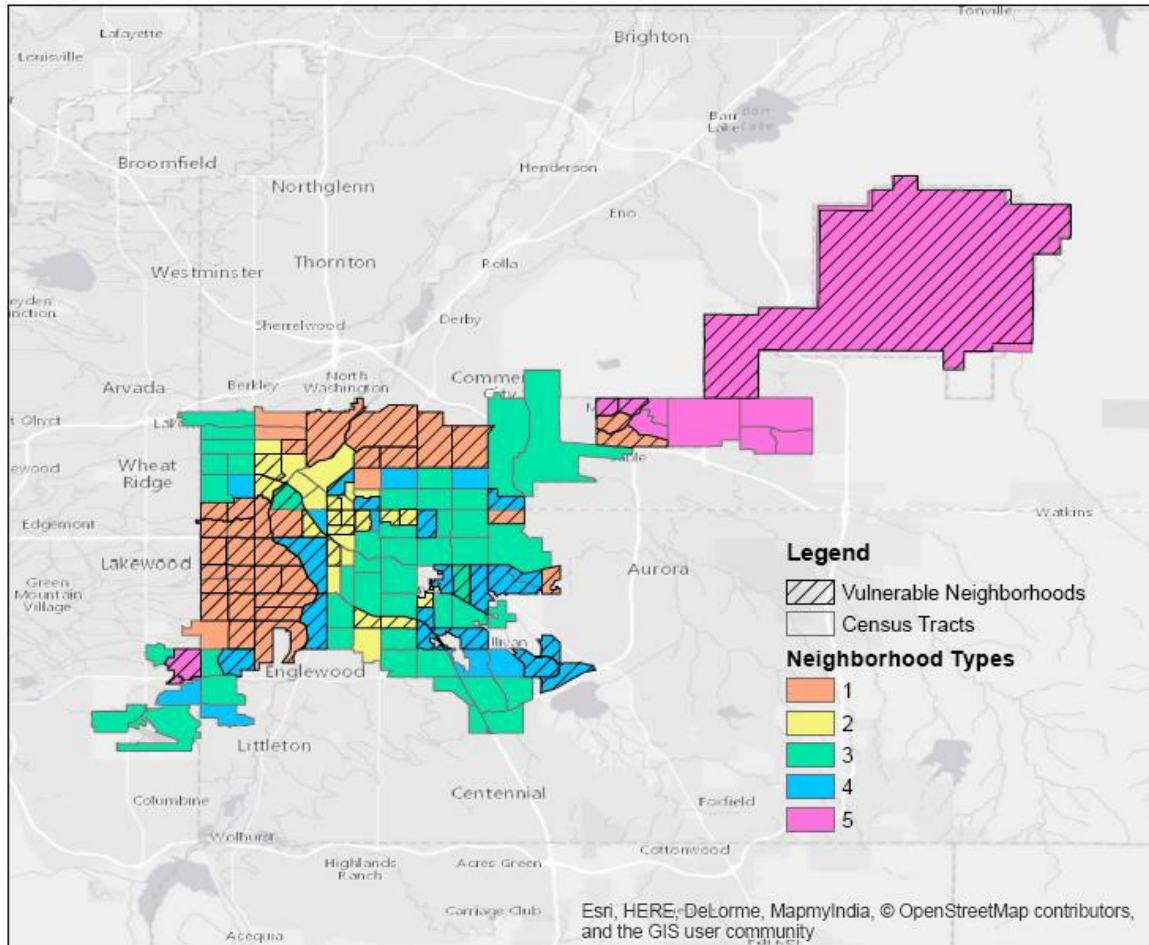 Tonville
Lafayette
Brighton
Louisville
Barr
Lake
Broomfield
Henderson
Northglenn
Eno
Thornton
Westminster
Rolla
Derby
Sherrelwood
North
Washington
Arvada
Berkley
Wheat
Ridge
Watkins
Edgemont
Lakewood
Aurora
Green
Mountain
Village
Englewood
Littleton
Centennial
Columbine
Foxfield
Wolhurst
Cottonwood
Highlands
Ranch
Acres Green
Carriage Club
Acequia
Legend
Vulnerable Neighborhoods
Census Tracts
Neighborhood Types
1
2
3
4
5
Esri, HERE, DeLorme, MapmyIndia, © OpenStreetMap contributors,
and the GIS user community